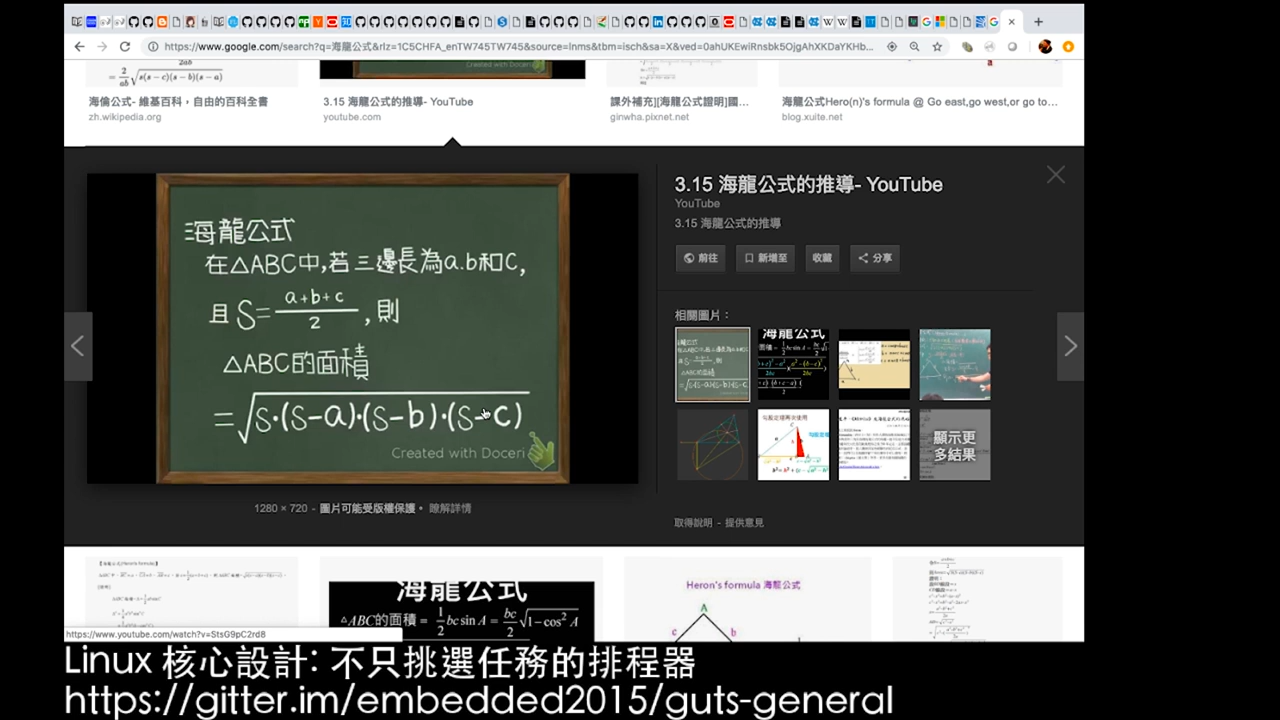 https://www.google.com/search?q=海龍公式&rlz=1C5CHFA_enTW745TW745&source=lnms&tbm=isch&sa=X&ved=0ahUKEwiRnsbk5OjgAhXKDaYKHb...
2ab
= 2/ab √s(s−c)(s−a)(s−b)
海倫公式- 維基百科，自由的百科全書
zh.wikipedia.org
3.15 海龍公式的推導- YouTube
youtube.com
課外補充][海龍公式證明]國...
ginwha.pixnet.net
海龍公式Hero(n)'s formula @ Go east,go west,or go to...
blog.xuite.net
海龍公式
在△ABC中,若三邊長為a.b和c,
且 S= a+b+c/2 ,則
△ABC的面積
=√S·(S-a)·(S-b)·(S-c)
Created with Doceri
1280 × 720 - 圖片可能受版權保護 • 瞭解詳情
3.15 海龍公式的推導- YouTube
YouTube
3.15 海龍公式的推導
前往
新增至
收藏
分享
相關圖片：
海龍公式
顯示更
多結果
取得說明 - 提供意見
海龍公式
△ABC的面積 = 1/2 bc sin A = bc/2 √1−cos² A
Heron's formula 海龍公式
A
c
b
https://www.youtube.com/watch?v=StsG9pC2rd8
Linux 核心設計: 不只挑選任務的排程器
https://gitter.im/embedded2015/guts-general